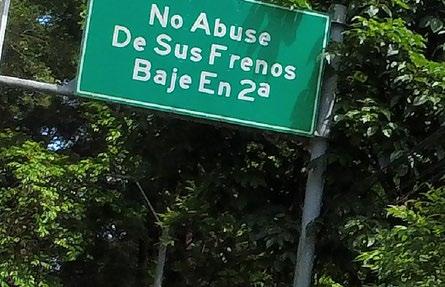 No Abuse
De Sus Frenos
Baje En 2a